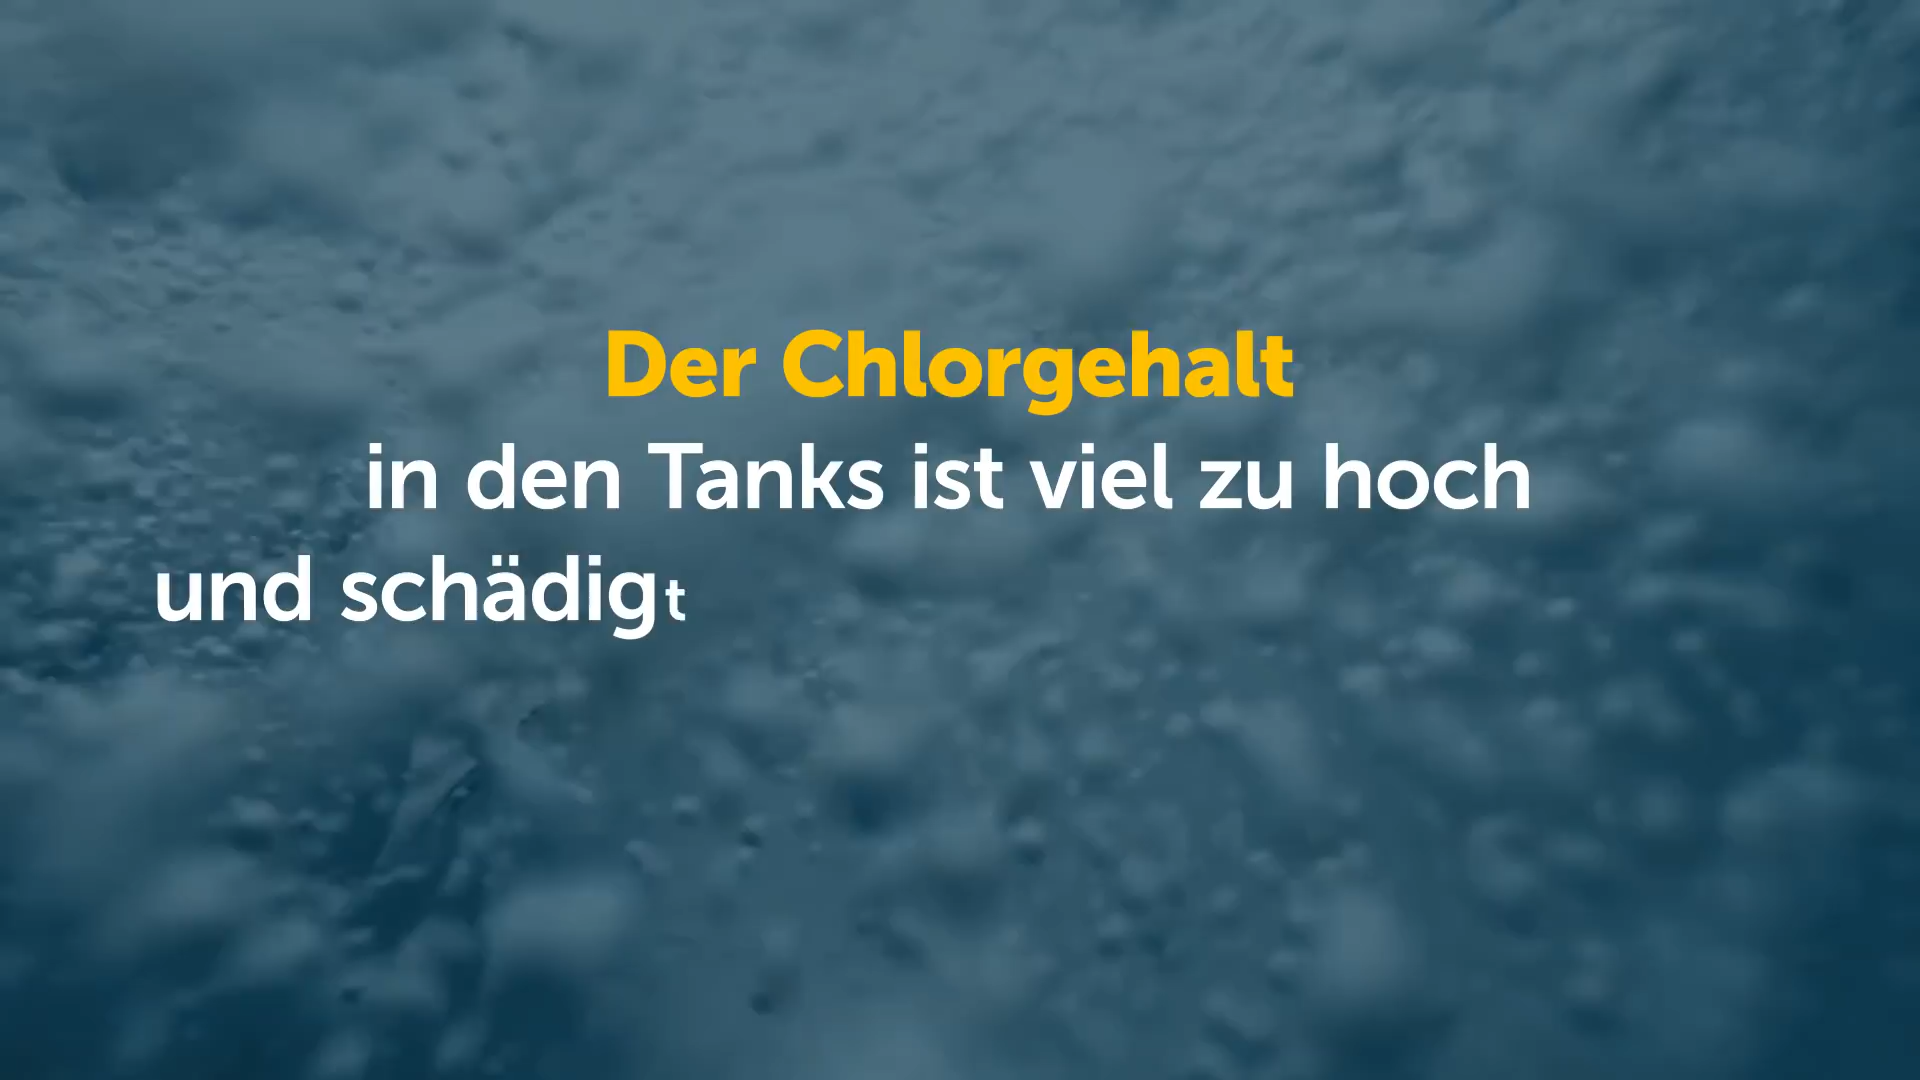 Der Chlorgehalt
in den Tanks ist viel zu hoch
und schädigt